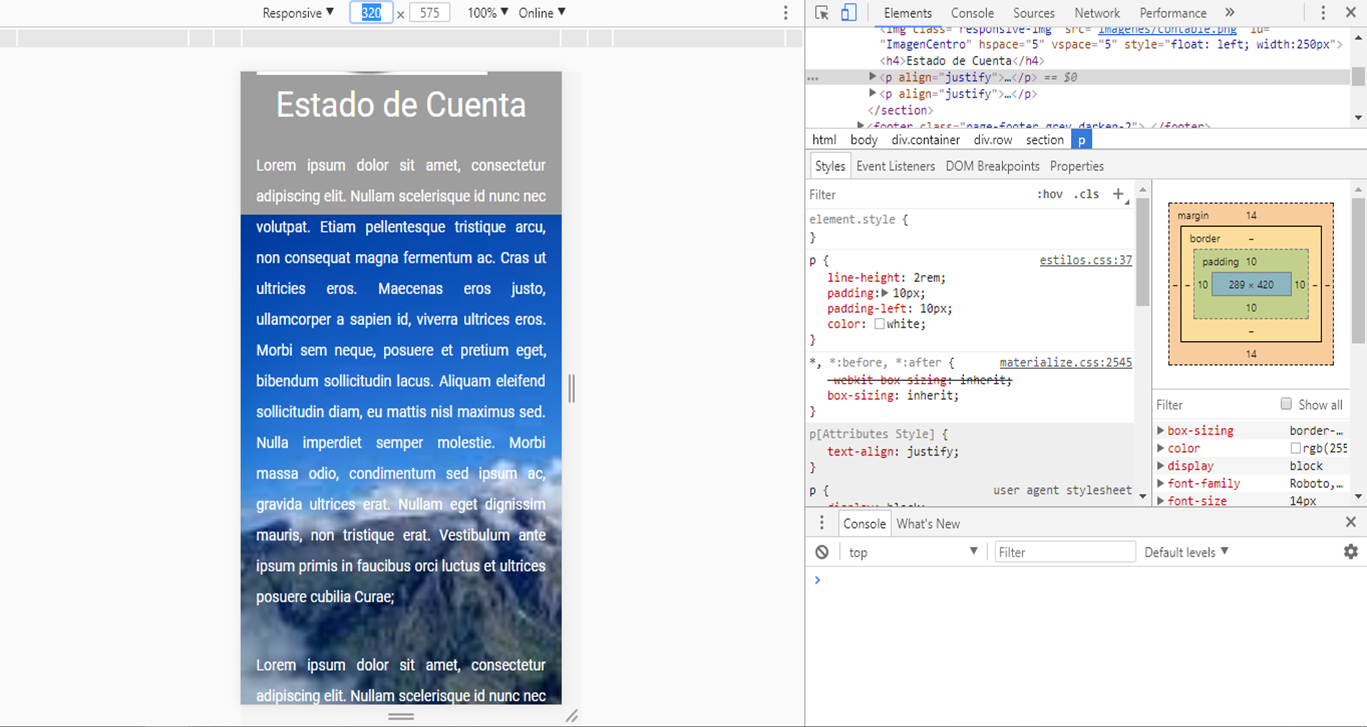 Responsive ▼ 320 × 575 100% ▼ Online ▼
Estado de Cuenta
Lorem ipsum dolor sit amet, consectetur
adipiscing elit. Nullam scelerisque id nunc nec
volutpat. Etiam pellentesque tristique arcu,
non consequat magna fermentum ac. Cras ut
ultricies eros. Maecenas eros justo,
ullamcorper a sapien id, viverra ultrices eros.
Morbi sem neque, posuere et pretium eget,
bibendum sollicitudin lacus. Aliquam eleifend
sollicitudin diam, eu mattis nisl maximus sed.
Nulla imperdiet semper molestie. Morbi
massa odio, condimentum sed ipsum ac,
gravida ultrices erat. Nullam eget dignissim
mauris, non tristique erat. Vestibulum ante
ipsum primis in faucibus orci luctus et ultrices
posuere cubilia Curae;
Lorem ipsum dolor sit amet, consectetur
adipiscing elit. Nullam scelerisque id nunc nec
Elements Console Sources Network Performance »
<img class="responsive-img" src="imagenes/contable.png" id=
"ImagenCentro" hspace="5" vspace="5" style="float: left; width:250px">
<h4>Estado de Cuenta</h4>
… ▶<p align="justify">…</p> == $0
▶<p align="justify">…</p>
</section>
▶<footer class="page-footer grey darken-2">…</footer>
html body div.container div.row section p
Styles Event Listeners DOM Breakpoints Properties
Filter :hov .cls +
element.style {
}
p { estilos.css:37
line-height: 2rem;
padding:▶ 10px;
padding-left: 10px;
color: white;
}
*, *:before, *:after { materialize.css:2545
-webkit-box-sizing: inherit;
box-sizing: inherit;
}
p[Attributes Style] {
text-align: justify;
}
p { user agent stylesheet
display: block;
margin 14
border –
padding 10
– – 10 289 × 420 10 – –
10
–
14
Filter Show all
▶ box-sizing border-…
▶ color rgb(255
▶ display block
▶ font-family Roboto,…
▶ font-size 14px
Console What's New
top ▼ Filter Default levels ▼